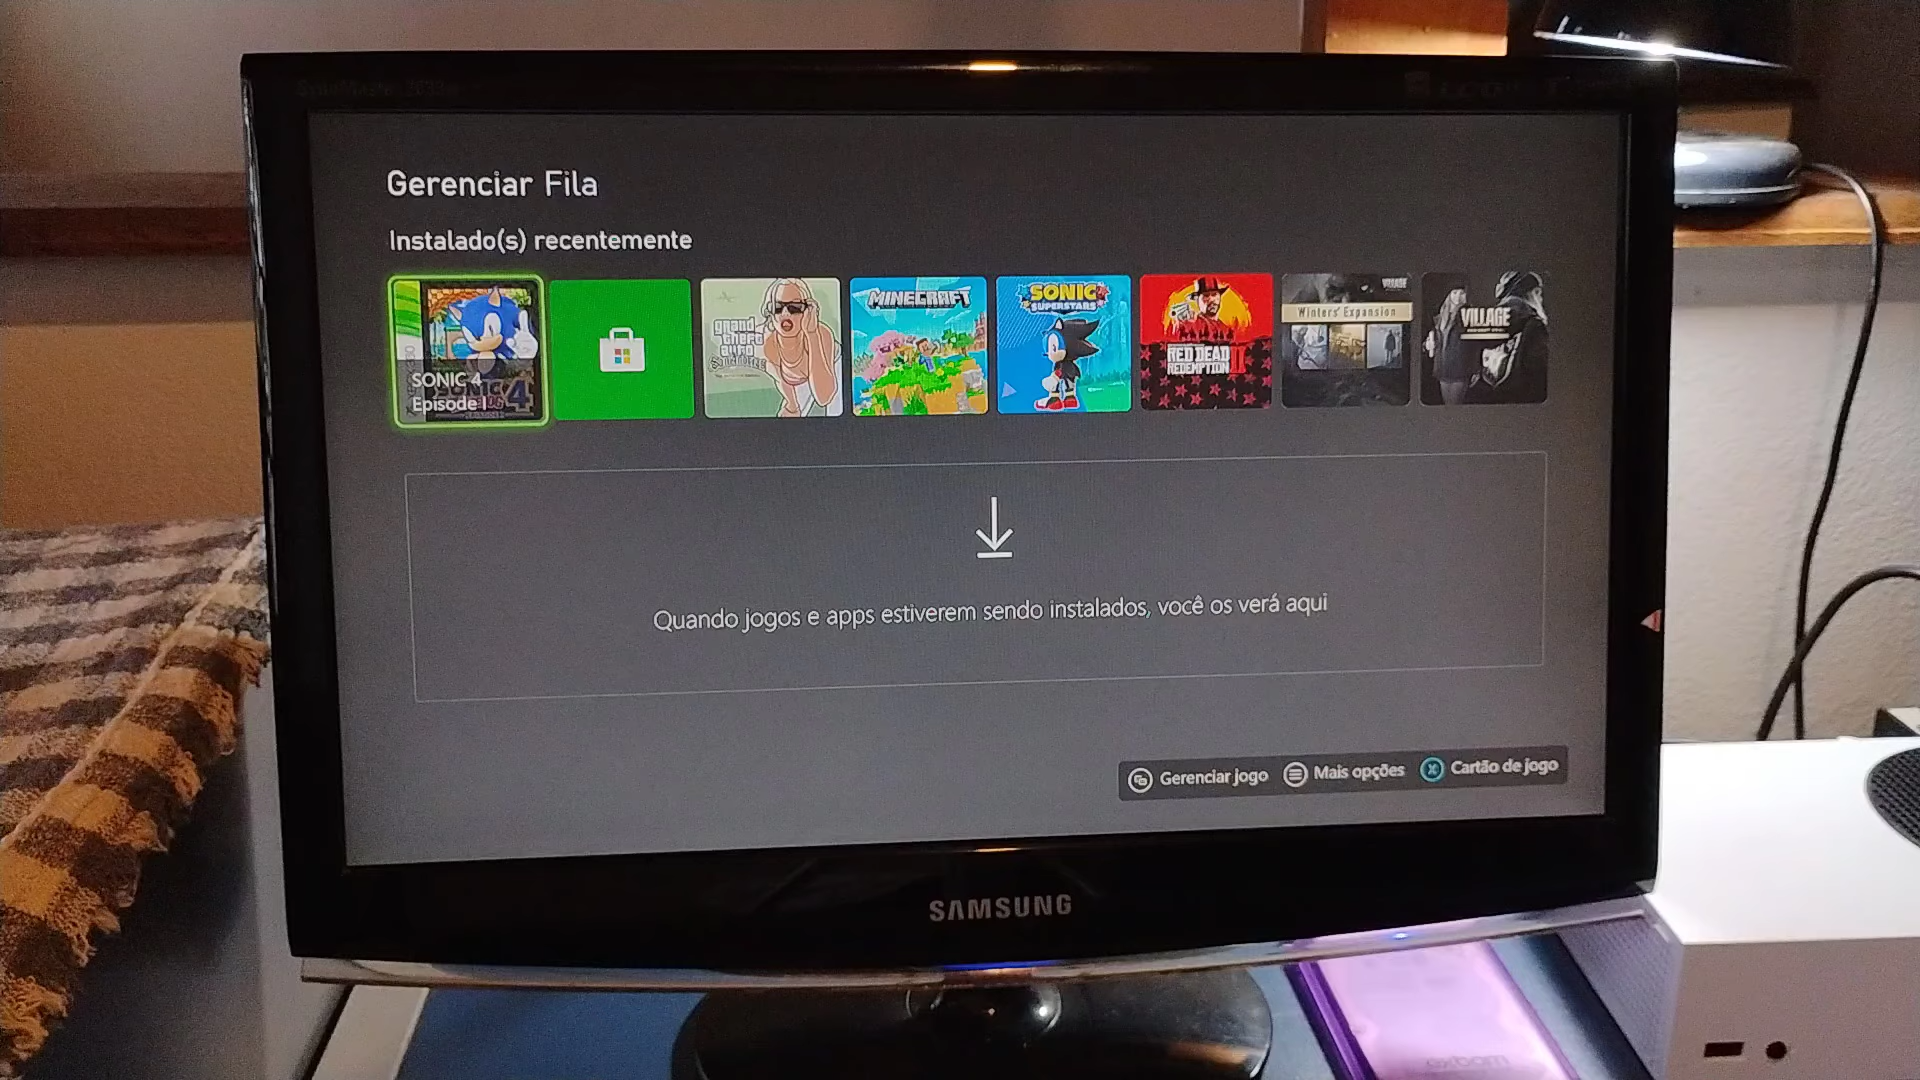 Gerenciar Fila
Instalado(s) recentemente
SONIC 4
Episode I
grand
theft
auto
MINECRAFT
SONIC
SUPERSTARS
RED DEAD
REDEMPTION II
VILLAGE
Winters' Expansion
VILLAGE
Quando jogos e apps estiverem sendo instalados, você os verá aqui
Gerenciar jogo
Mais opções
X
Cartão de jogo
SAMSUNG